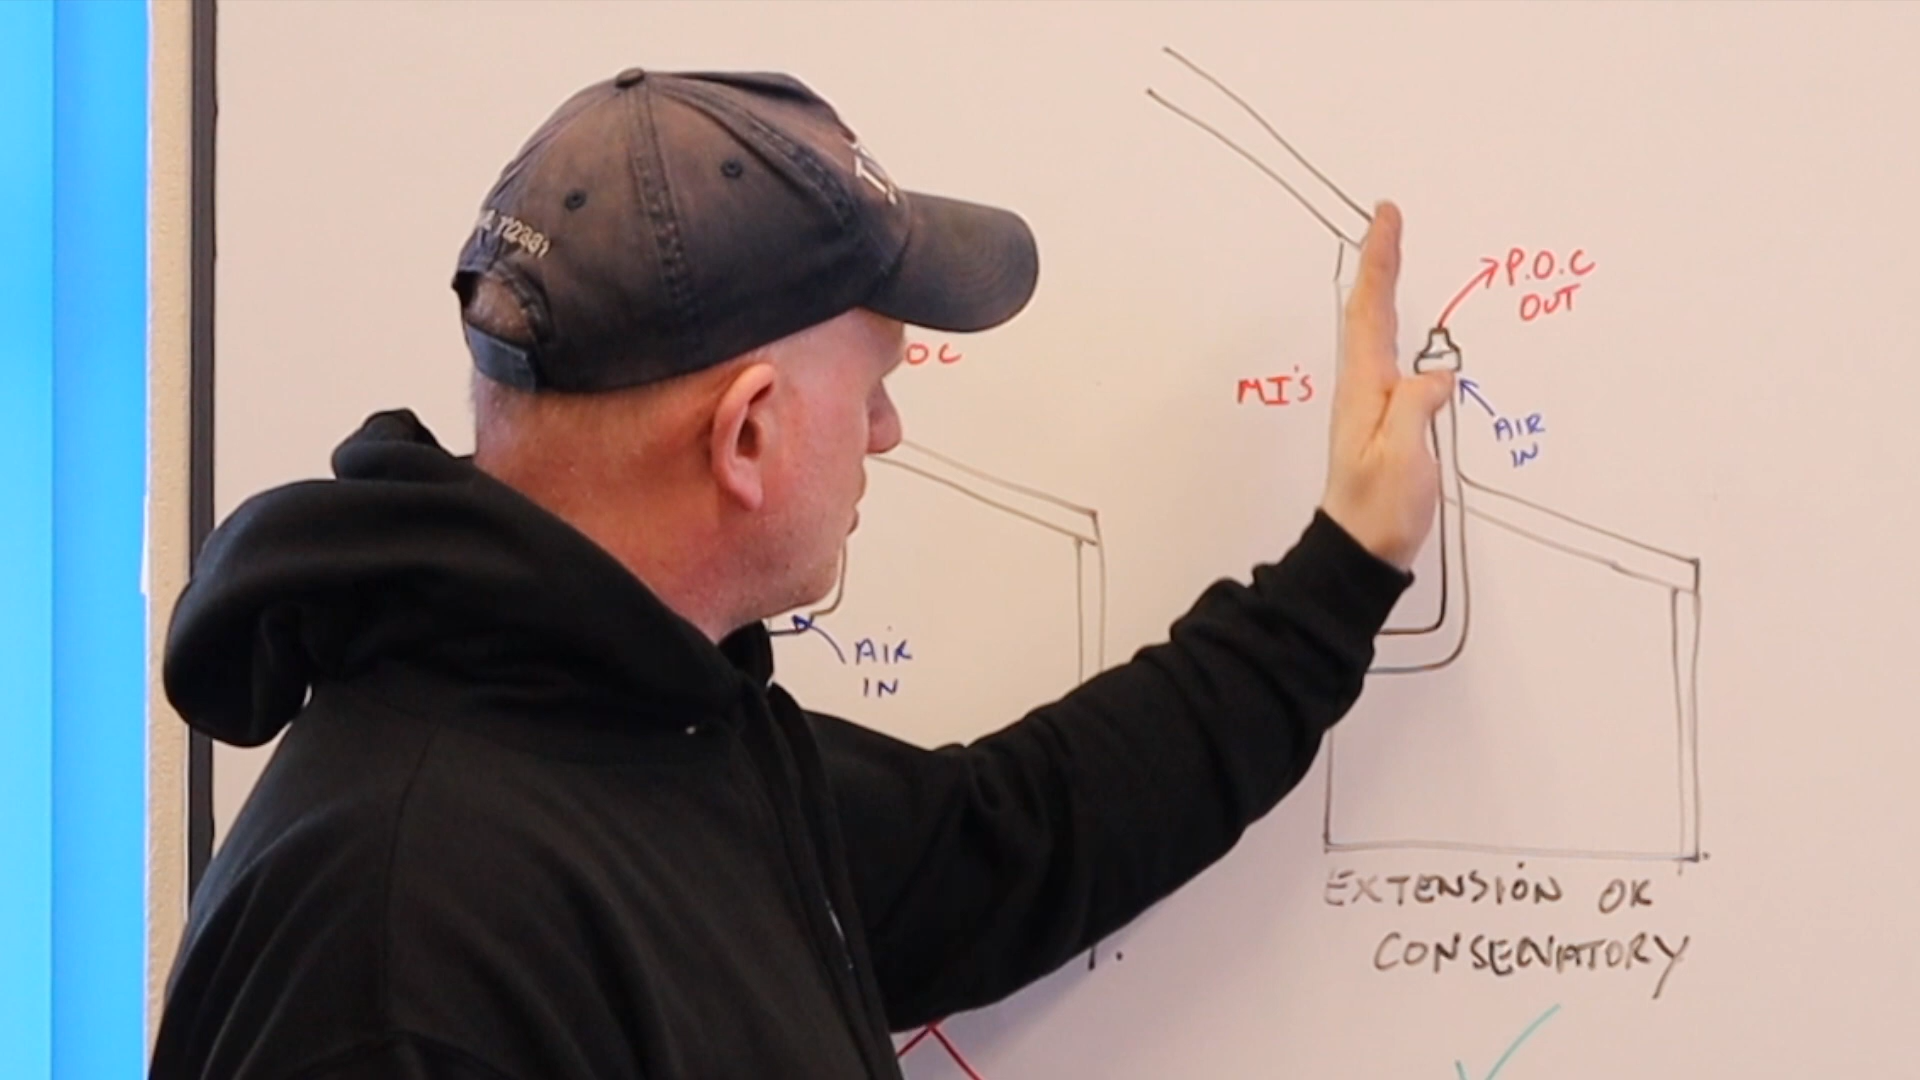 P.O.C
OUT
OC
MI'S
AIR
IN
AIR
IN
EXTENSION OR
CONSERVATORY